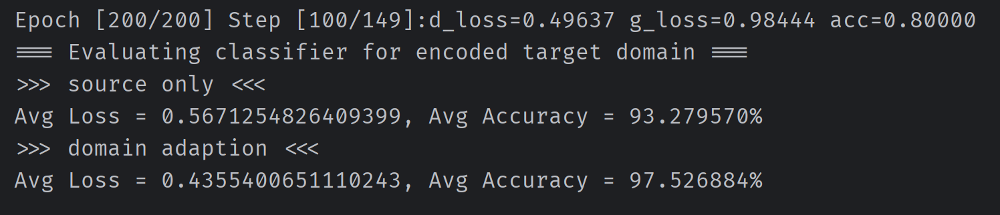 Epoch [200/200] Step [100/149]:d_loss=0.49637 g_loss=0.98444 acc=0.80000
=== Evaluating classifier for encoded target domain ===
>>> source only <<<
Avg Loss = 0.5671254826409399, Avg Accuracy = 93.279570%
>>> domain adaption <<<
Avg Loss = 0.4355400651110243, Avg Accuracy = 97.526884%